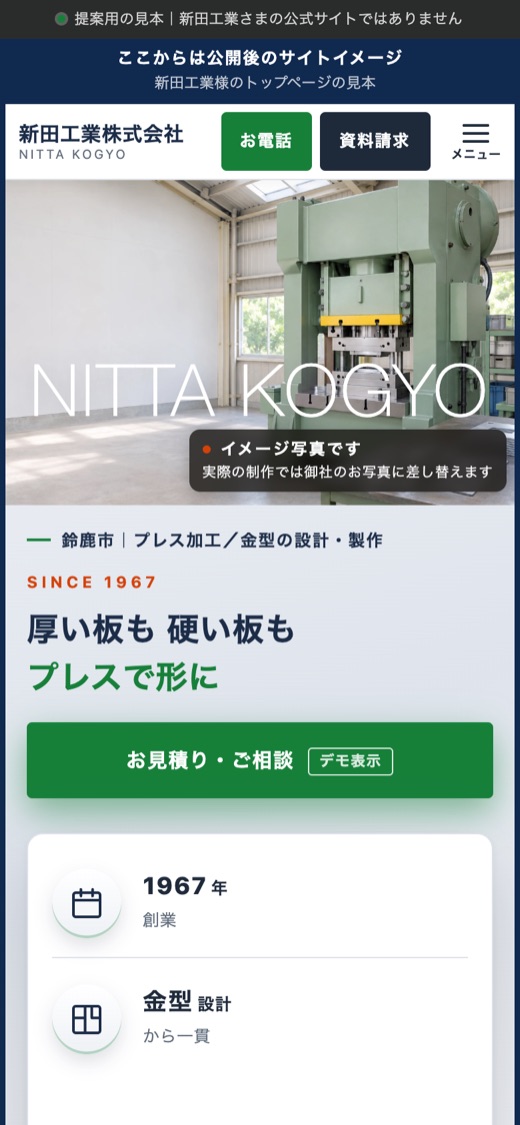 提案用の見本｜新田工業さまの公式サイトではありません
ここからは公開後のサイトイメージ
新田工業様のトップページの見本
新田工業株式会社
NITTA KOGYO
お電話
資料請求
メニュー
NITTA KOGYO
イメージ写真です
実際の制作では御社のお写真に差し替えます
鈴鹿市｜プレス加工／金型の設計・製作
SINCE 1967
厚い板も 硬い板も
プレスで形に
お見積り・ご相談 デモ表示
1967 年
創業
金型 設計
から一貫